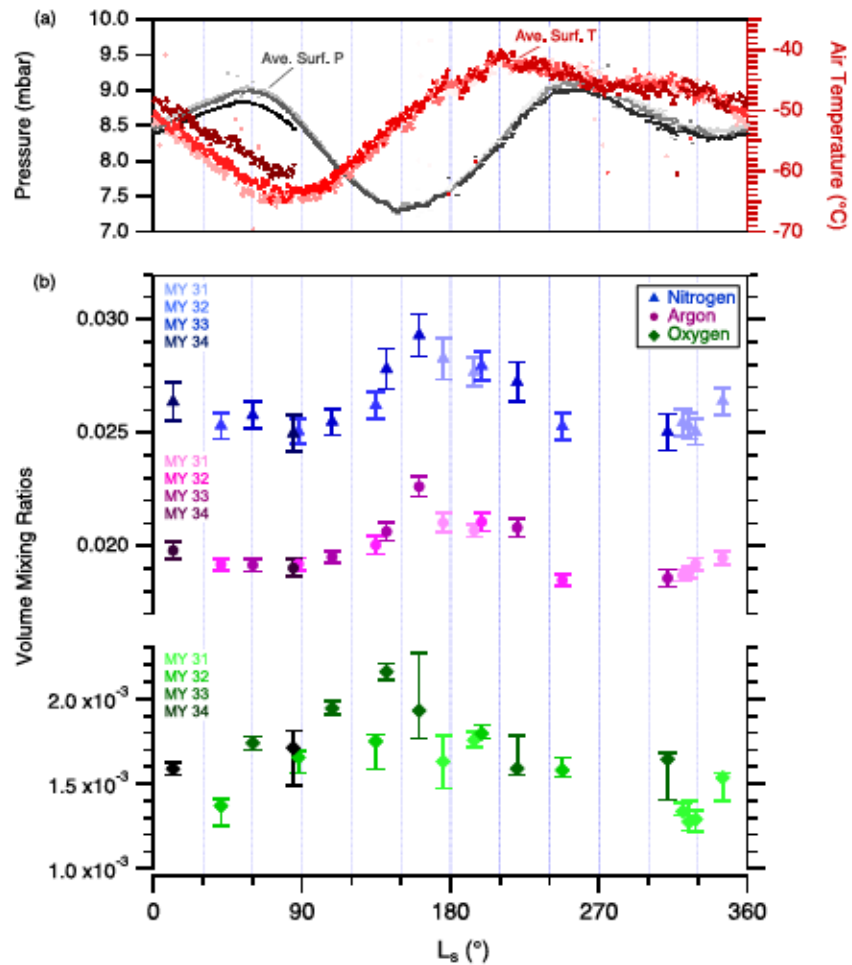 (a)
10.0
9.5
9.0
8.5
8.0
7.5
7.0
Pressure (mbar)
Ave. Surf. P
Ave. Surf. T
-40
-50
-60
-70
Air Temperature (°C)
(b)
MY 31
MY 32
MY 33
MY 34
Nitrogen
Argon
Oxygen
0.030
0.025
MY 31
MY 32
MY 33
MY 34
0.020
Volume Mixing Ratios
MY 31
MY 32
MY 33
MY 34
2.0 x10⁻³
1.5 x10⁻³
1.0 x10⁻³
0 90 180 270 360
Lₛ (°)